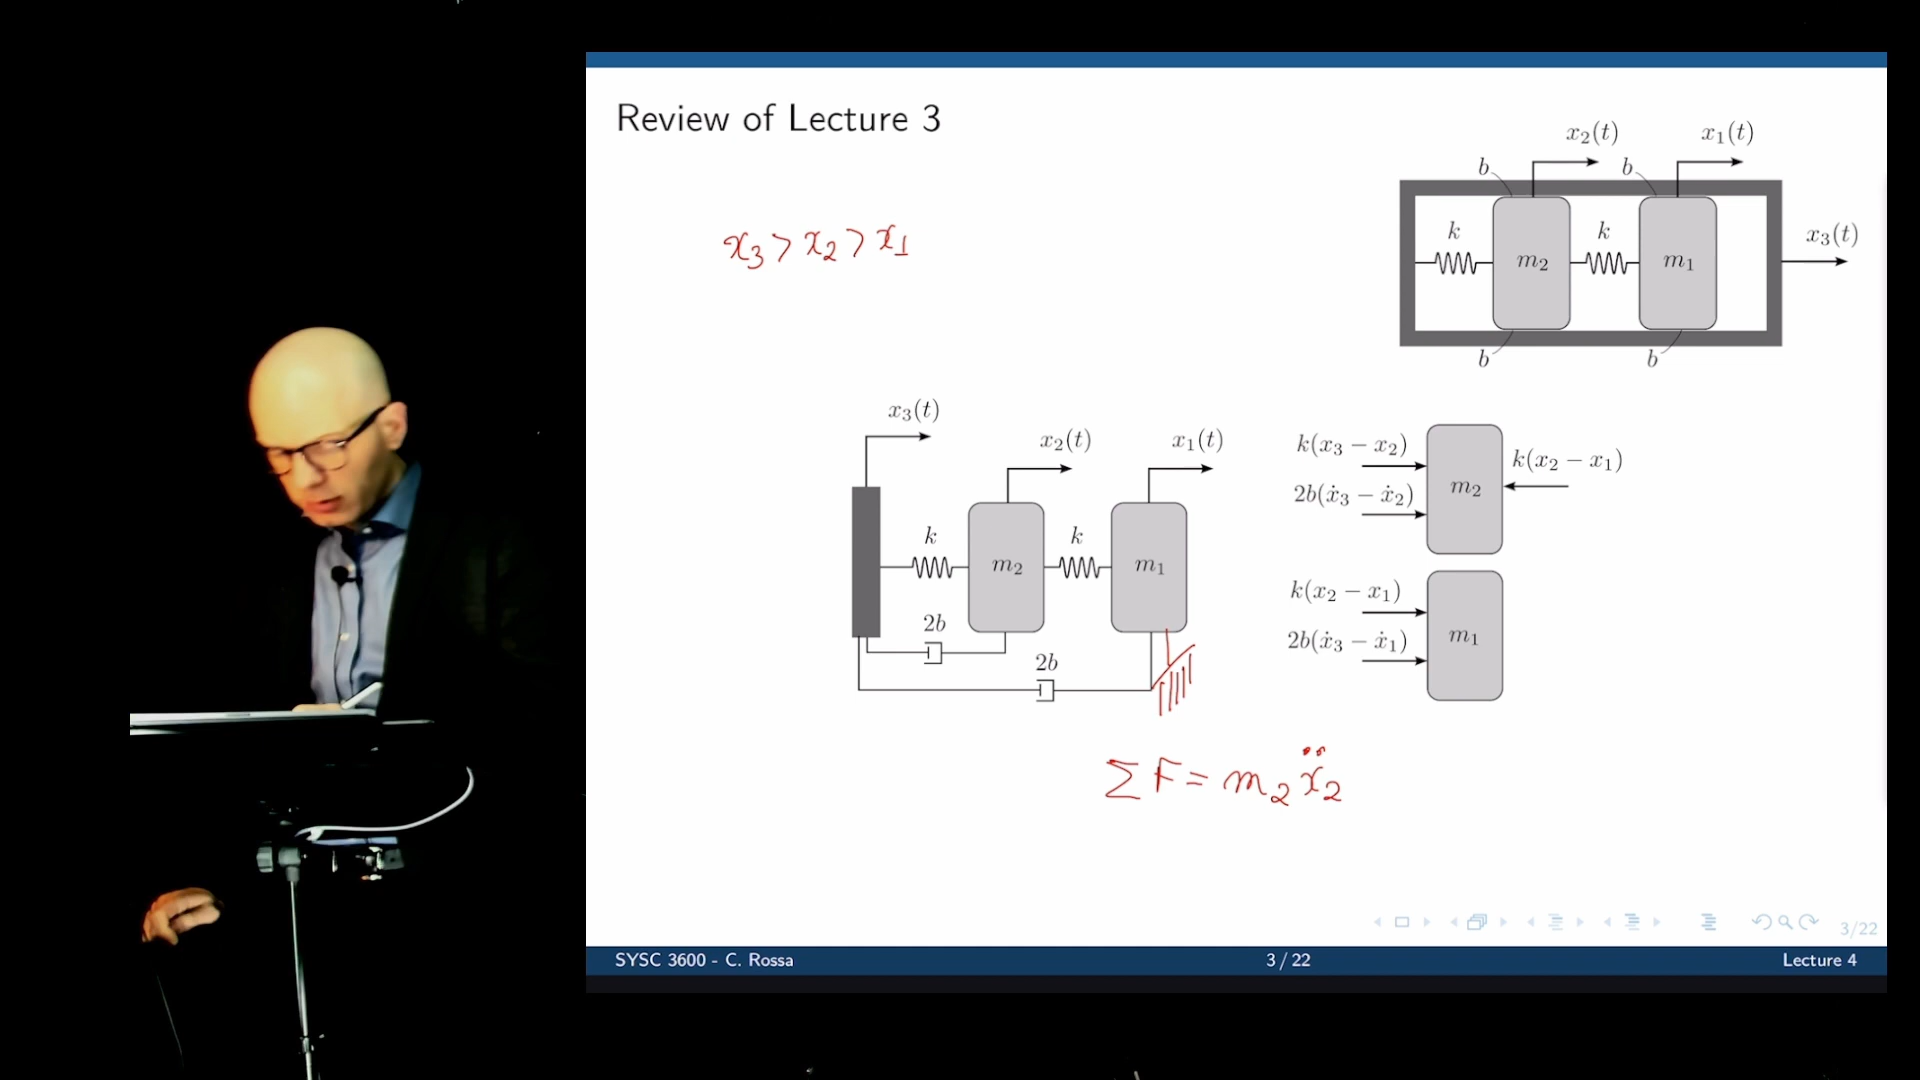 Review of Lecture 3
x₂(t) x₁(t)
b b
k k
m₂ m₁
x₃(t)
b b
x₃ > x₂ > x₁
x₃(t)
x₂(t) x₁(t)
k k
m₂ m₁
2b
2b
k(x₃ − x₂)
2b(ẋ₃ − ẋ₂)
m₂
k(x₂ − x₁)
k(x₂ − x₁)
2b(ẋ₃ − ẋ₁)
m₁
∑ F = m₂ẍ₂
3/22
SYSC 3600 - C. Rossa 3 / 22 Lecture 4